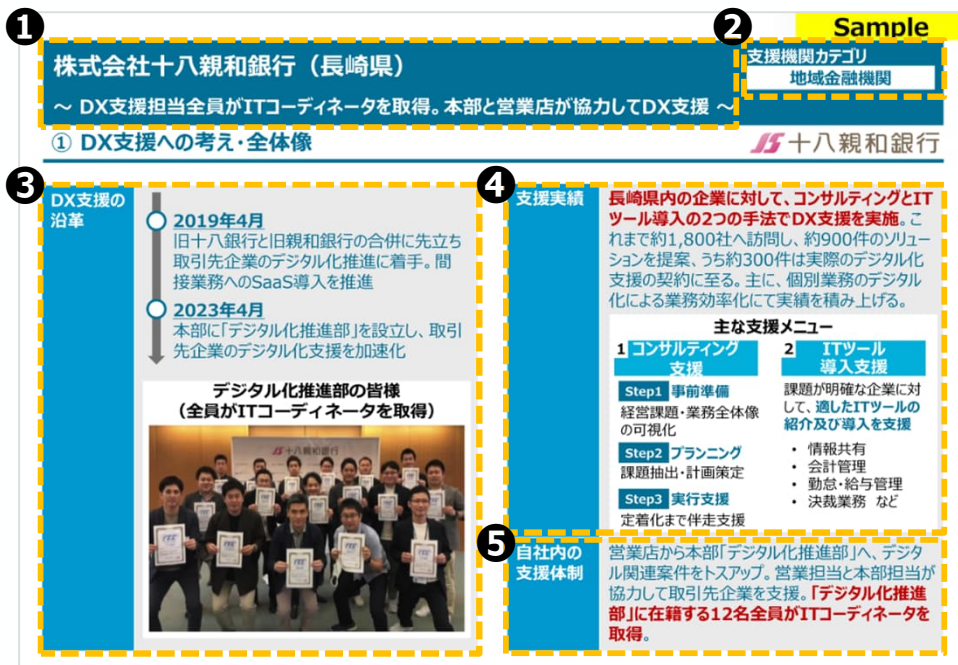 Sample
1
株式会社十八親和銀行（長崎県）
～ DX支援担当全員がITコーディネータを取得。本部と営業店が協力してDX支援 ～
2
支援機関カテゴリ
地域金融機関
① DX支援への考え・全体像
十八親和銀行
3
DX支援の
沿革
2019年4月
旧十八銀行と旧親和銀行の合併に先立ち
取引先企業のデジタル化推進に着手。間
接業務へのSaaS導入を推進
2023年4月
本部に「デジタル化推進部」を設立し、取引
先企業のデジタル化支援を加速化
デジタル化推進部の皆様
（全員がITコーディネータを取得）
十八親和銀行
4
支援実績
長崎県内の企業に対して、コンサルティングとIT
ツール導入の2つの手法でDX支援を実施。こ
れまで約1,800社へ訪問し、約900件のソリュー
ションを提案、うち約300件は実際のデジタル化
支援の契約に至る。主に、個別業務のデジタル
化による業務効率化にて実績を積み上げる。
主な支援メニュー
1 コンサルティング
支援
Step1 事前準備
経営課題・業務全体像
の可視化
Step2 プランニング
課題抽出・計画策定
Step3 実行支援
定着化まで伴走支援
2 ITツール
導入支援
課題が明確な企業に対
して、適したITツールの
紹介及び導入を支援
• 情報共有
• 会計管理
• 勤怠・給与管理
• 決裁業務 など
5
自社内の
支援体制
営業店から本部「デジタル化推進部」へ、デジタ
ル関連案件をトスアップ。営業担当と本部担当が
協力して取引先企業を支援。「デジタル化推進
部」に在籍する12名全員がITコーディネータを
取得。